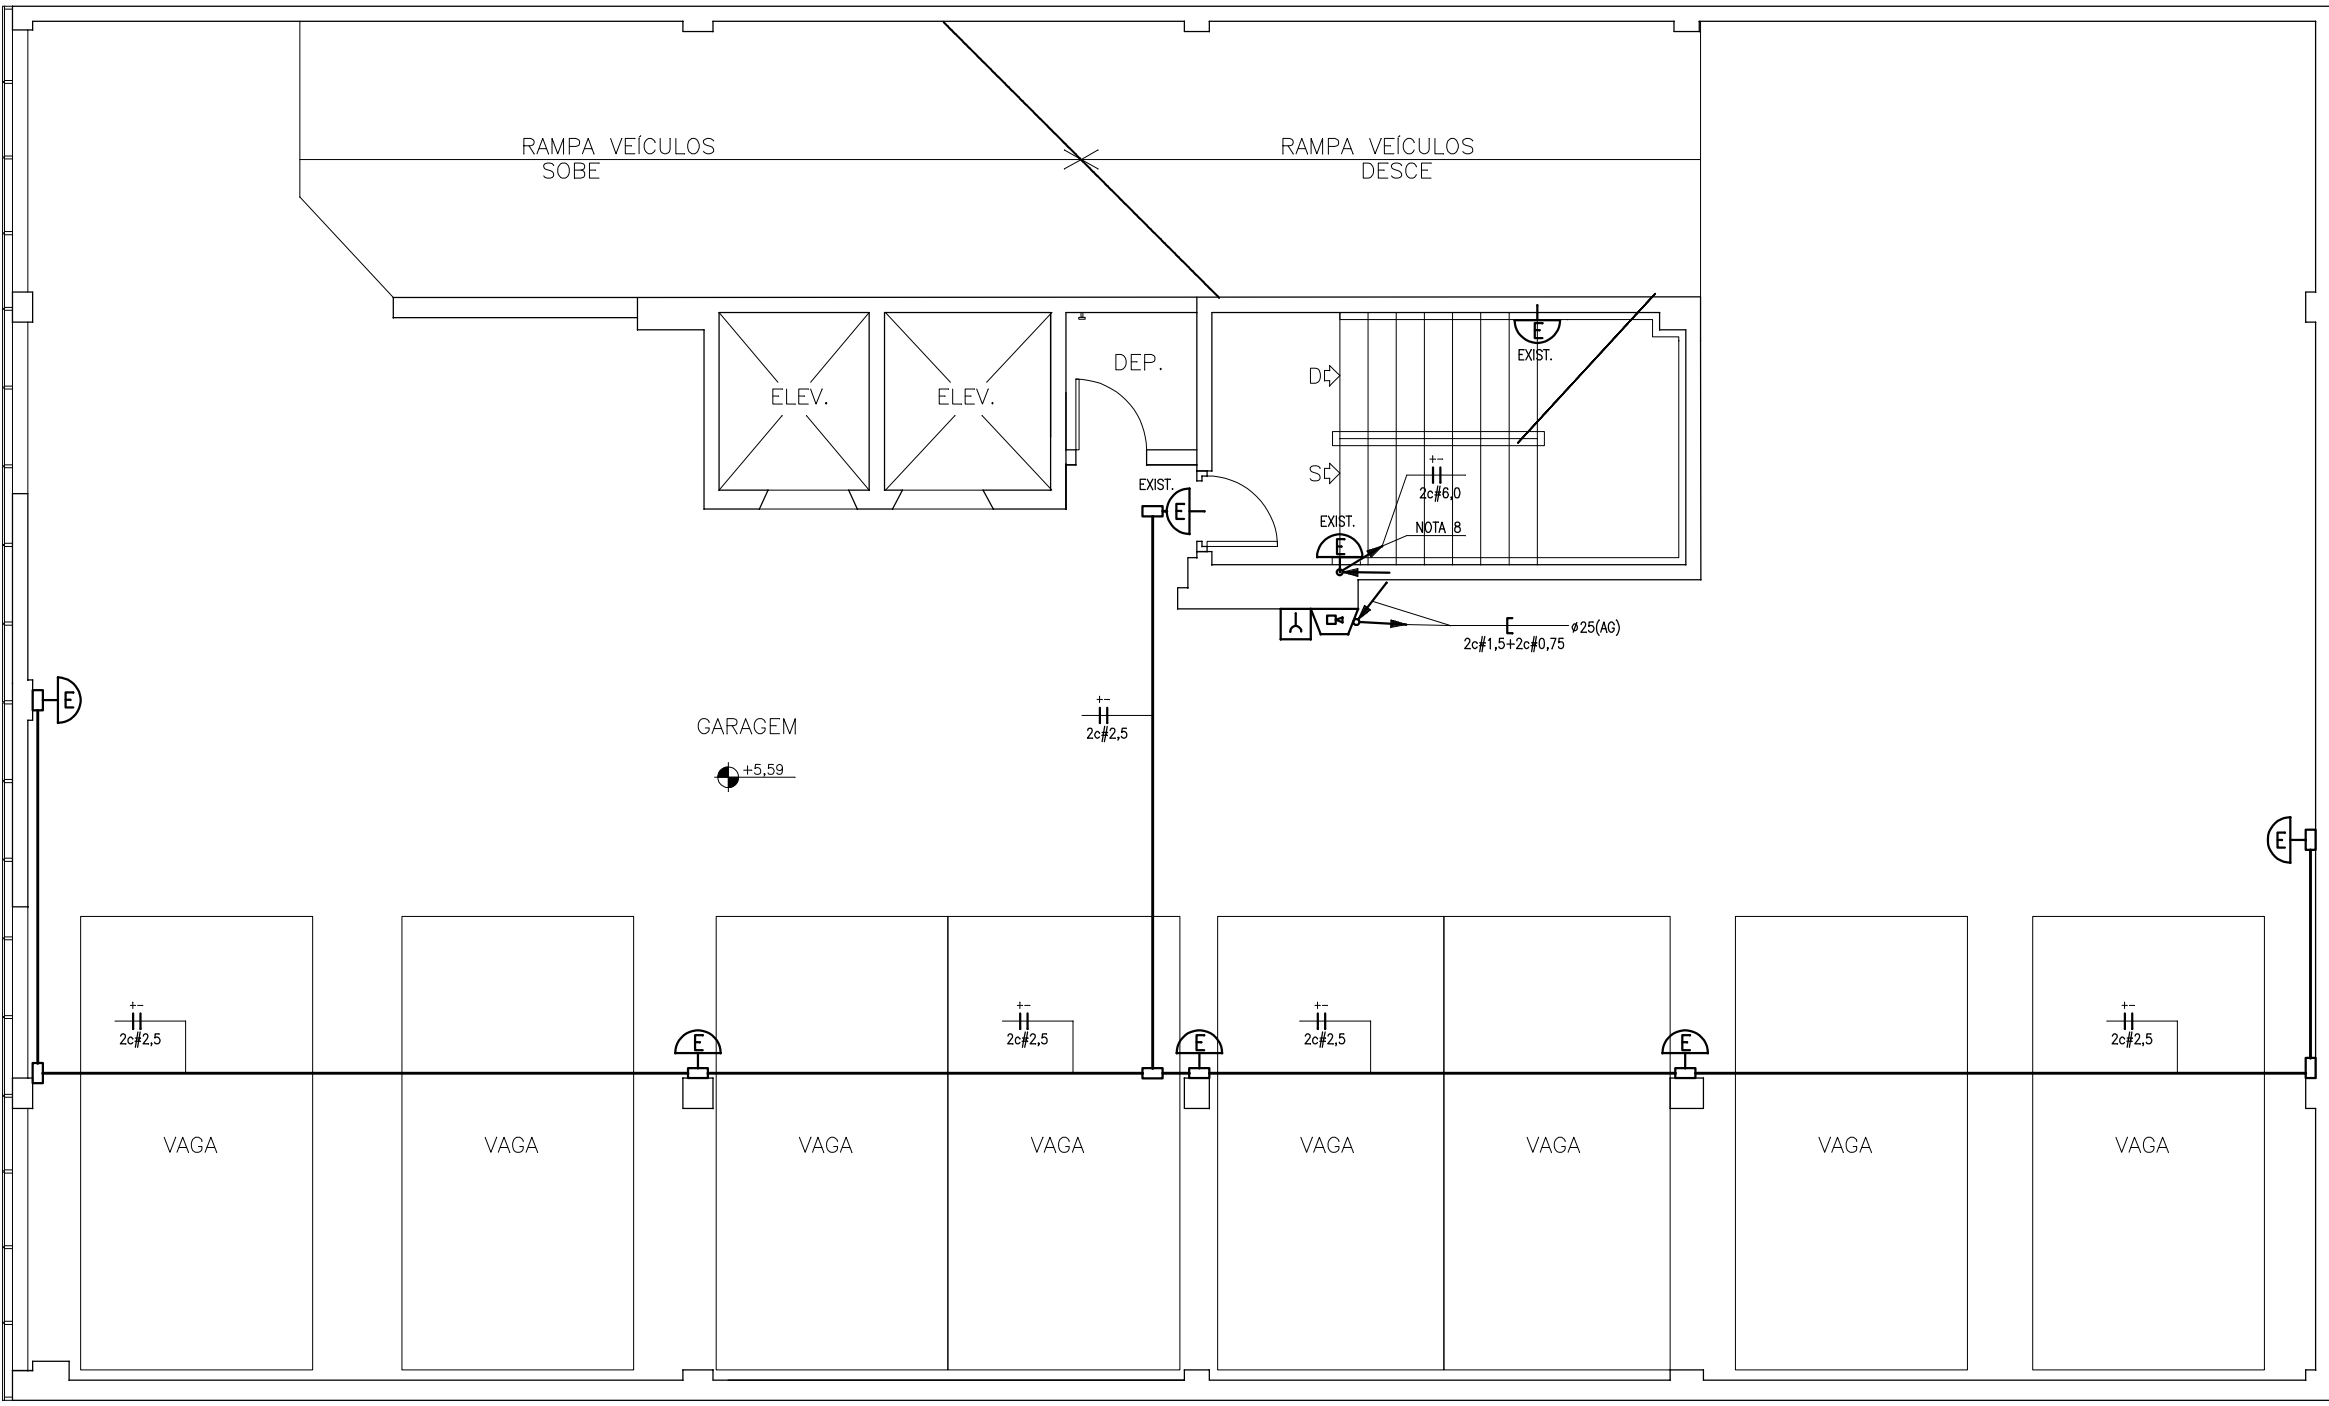 RAMPA VEÍCULOS
SOBE
RAMPA VEÍCULOS
DESCE
E
EXIST.
DEP.
D
ELEV.
ELEV.
+-
S
2c#6,0
EXIST.
E
EXIST.
NOTA 8
E
E
ø25(AG)
2c#1,5+2c#0,75
E
+-
2c#2,5
GARAGEM
+5,59
E
+-
2c#2,5
+-
2c#2,5
+-
2c#2,5
+-
2c#2,5
E
E
E
VAGA
VAGA
VAGA
VAGA
VAGA
VAGA
VAGA
VAGA